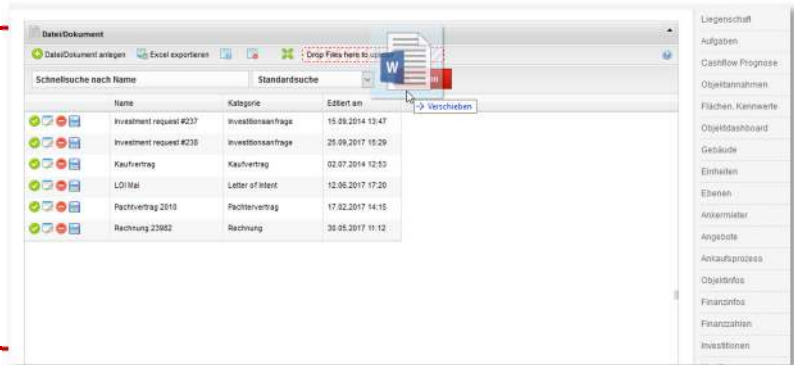 Datei/Dokument
Datei/Dokument anlegen Excel exportieren Drop Files here to
Schnellsuche nach Name Standardsuche
Name Kategorie Editiert am
Investment request #237 Investitionsanfrage 15.09.2014 13:47
Investment request #238 Investitionsanfrage 25.09.2017 15:29
Kaufvertrag Kaufvertrag 02.07.2014 12:53
LOI Mai Letter of Intent 12.06.2017 17:20
Pachtvertrag 2010 Pachtervertrag 17.02.2017 14:15
Rechnung 23982 Rechnung 30.05.2017 11:12
W
Verschieben
Liegenschaft
Aufgaben
Cashflow Prognose
Objektannahmen
Flächen, Kennwerte
Objektdashboard
Gebäude
Einheiten
Ebenen
Ankermieter
Angebote
Ankaufsprozess
Objektinfos
Finanzinfos
Finanzzahlen
Investitionen